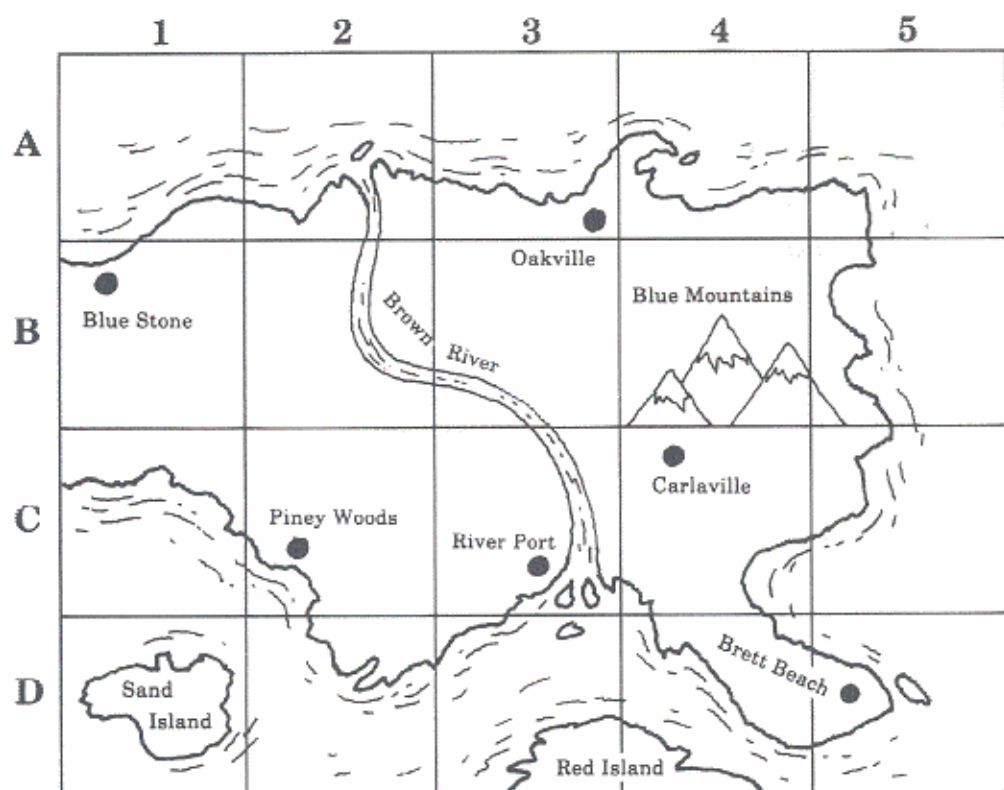 1 2 3 4 5
A
Oakville
B
Blue Mountains
Blue Stone
Brown River
C
Carlaville
Piney Woods
River Port
D
Brett Beach
Sand
Island
Red Island